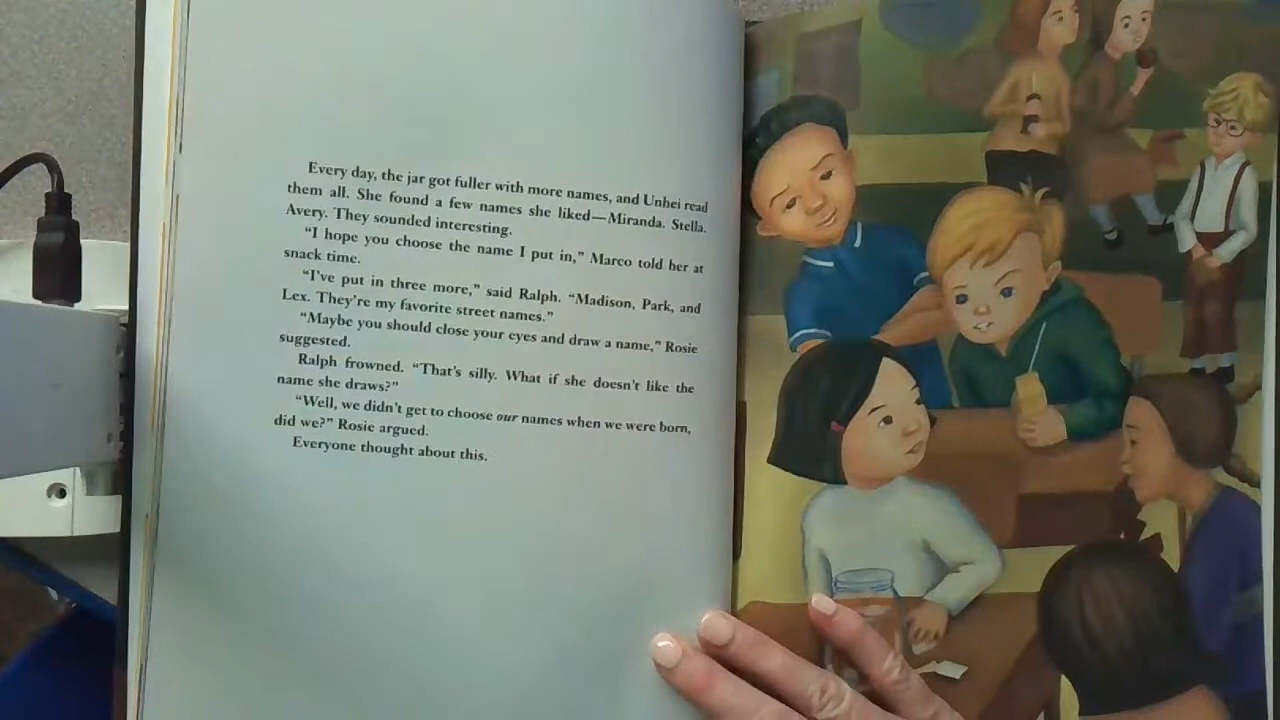 Every day, the jar got fuller with more names, and Unhei read
them all. She found a few names she liked—Miranda. Stella.
Avery. They sounded interesting.
"I hope you choose the name I put in," Marco told her at
snack time.
"I've put in three more," said Ralph. "Madison, Park, and
Lex. They're my favorite street names."
"Maybe you should close your eyes and draw a name," Rosie
suggested.
Ralph frowned. "That's silly. What if she doesn't like the
name she draws?"
"Well, we didn't get to choose our names when we were born,
did we?" Rosie argued.
Everyone thought about this.